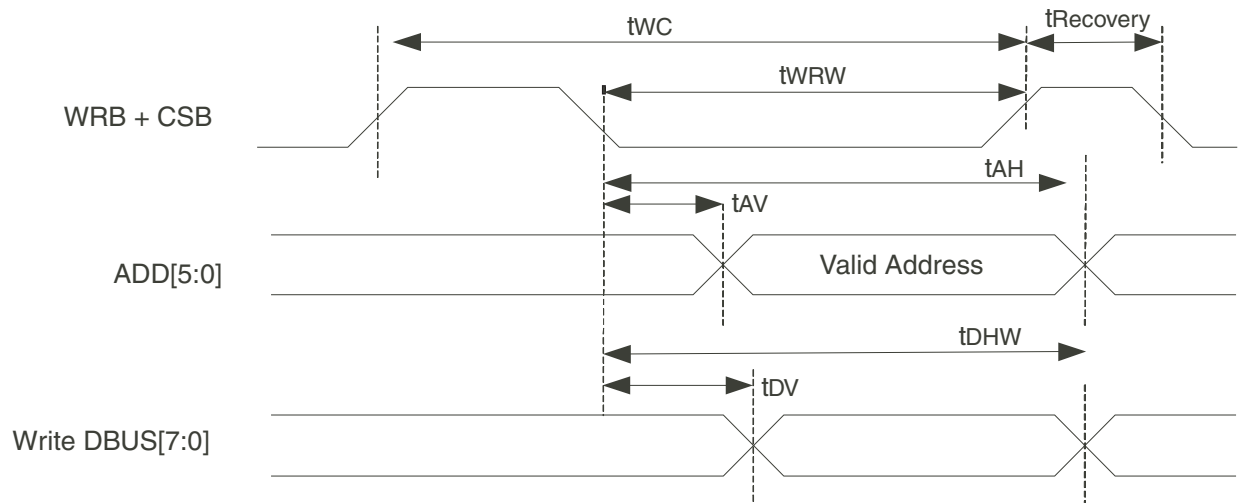 tWC
tRecovery
tWRW
WRB + CSB
tAH
tAV
ADD[5:0]
Valid Address
tDHW
tDV
Write DBUS[7:0]